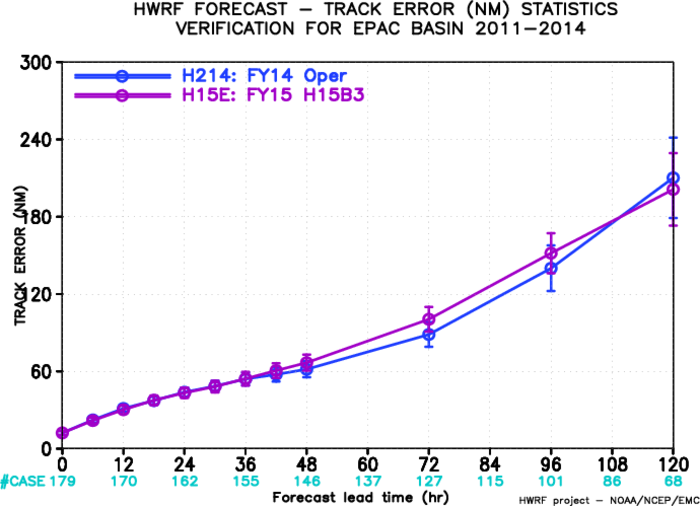 HWRF FORECAST – TRACK ERROR (NM) STATISTICS
VERIFICATION FOR EPAC BASIN 2011–2014
H214: FY14 Oper
H15E: FY15 H15B3
TRACK ERROR (NM)
300
240
180
120
60
0
0 12 24 36 48 60 72 84 96 108 120
#CASE 179 170 162 155 146 137 127 115 101 86 68
Forecast lead time (hr)
HWRF project – NOAA/NCEP/EMC